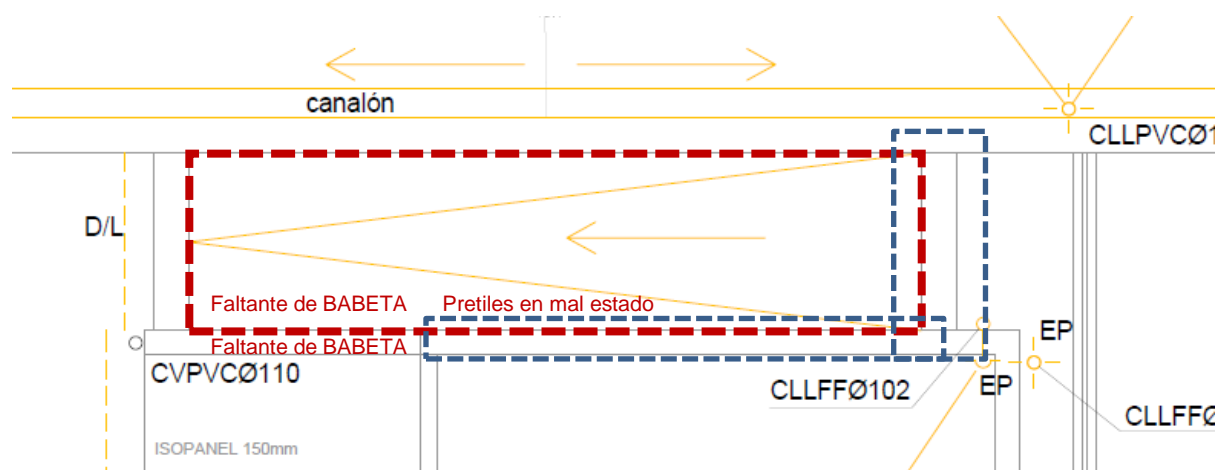 canalón
CLLPVCØ1
D/L
Faltante de BABETA Pretiles en mal estado
Faltante de BABETA
EP
CVPVCØ110
CLLFFØ102
EP
CLLFFØ
ISOPANEL 150mm